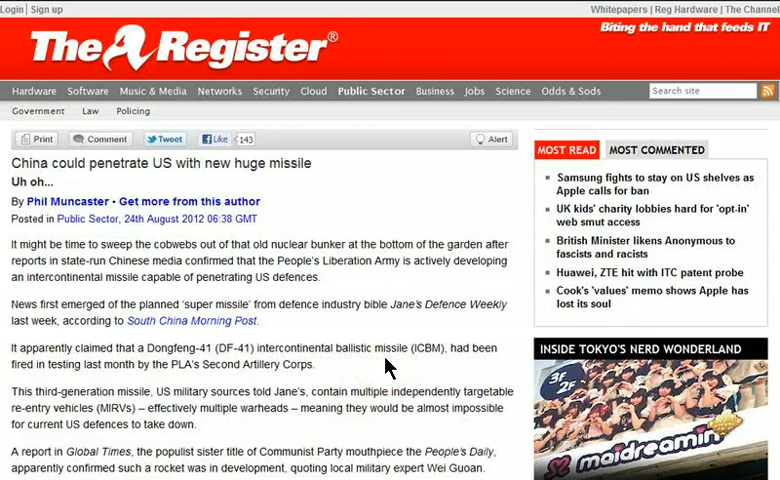 Login | Sign up
Whitepapers | Reg Hardware | The Channel
Biting the hand that feeds IT
The Register®
Hardware Software Music & Media Networks Security Cloud Public Sector Business Jobs Science Odds & Sods
Search site
Government Law Policing
Print Comment Tweet Like 143 Alert
China could penetrate US with new huge missile
Uh oh...
By Phil Muncaster • Get more from this author
Posted in Public Sector, 24th August 2012 06:38 GMT
It might be time to sweep the cobwebs out of that old nuclear bunker at the bottom of the garden after
reports in state-run Chinese media confirmed that the People's Liberation Army is actively developing
an intercontinental missile capable of penetrating US defences.
News first emerged of the planned 'super missile' from defence industry bible Jane's Defence Weekly
last week, according to South China Morning Post.
It apparently claimed that a Dongfeng-41 (DF-41) intercontinental ballistic missile (ICBM), had been
fired in testing last month by the PLA's Second Artillery Corps.
This third-generation missile, US military sources told Jane's, contain multiple independently targetable
re-entry vehicles (MIRVs) – effectively multiple warheads – meaning they would be almost impossible
for current US defences to take down.
A report in Global Times, the populist sister title of Communist Party mouthpiece the People's Daily,
apparently confirmed such a rocket was in development, quoting local military expert Wei Guoan.
MOST READ MOST COMMENTED
Samsung fights to stay on US shelves as
Apple calls for ban
UK kids' charity lobbies hard for 'opt-in'
web smut access
British Minister likens Anonymous to
fascists and racists
Huawei, ZTE hit with ITC patent probe
Cook's 'values' memo shows Apple has
lost its soul
INSIDE TOKYO'S NERD WONDERLAND
3F
2F
maidreamin